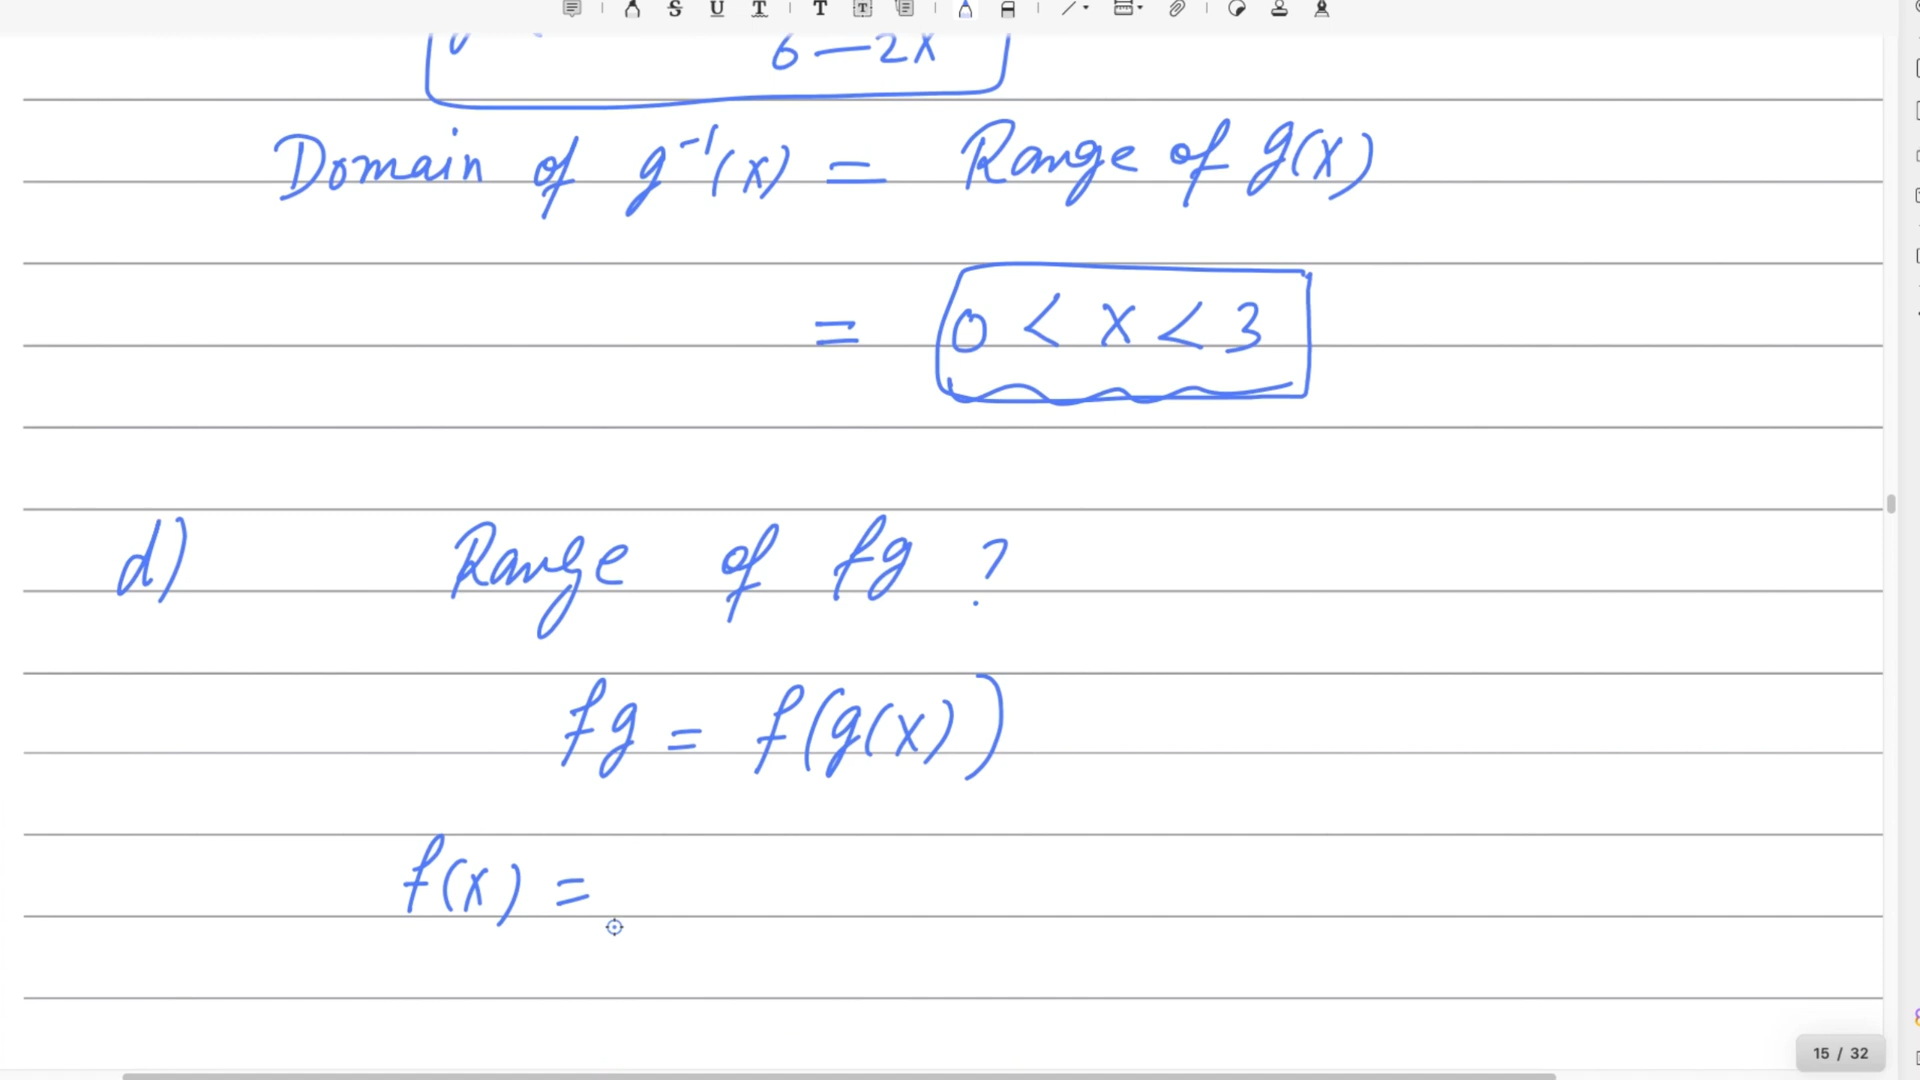 6 − 2x
Domain of g⁻¹(x) = Range of g(x)
= 0 < x < 3
d) Range of fg ?
fg = f(g(x))
f(x) =
15 / 32